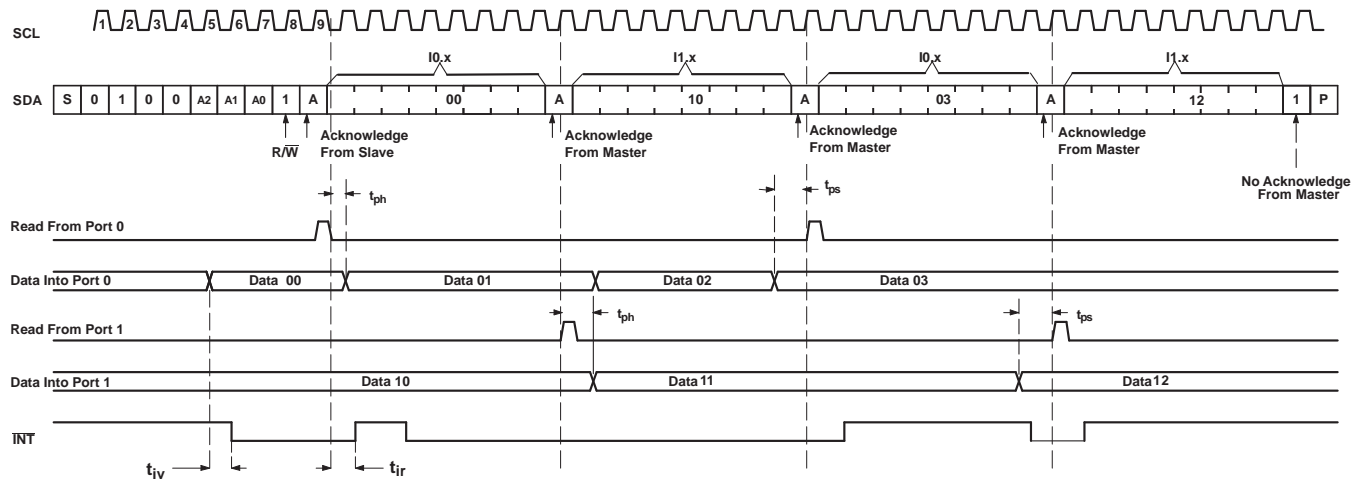 SCL 1 2 3 4 5 6 7 8 9
I0.x I1.x I0.x I1.x
SDA S 0 1 0 0 A2 A1 A0 1 A 00 A 10 A 03 A 12 1 P
R/W
Acknowledge
From Slave
Acknowledge
From Master
Acknowledge
From Master
Acknowledge
From Master
No Acknowledge
From Master
tph
tps
Read From Port 0
Data Into Port 0 Data 00 Data 01 Data 02 Data 03
Read From Port 1
tph
tps
Data Into Port 1 Data 10 Data 11 Data 12
INT
tiv
tir